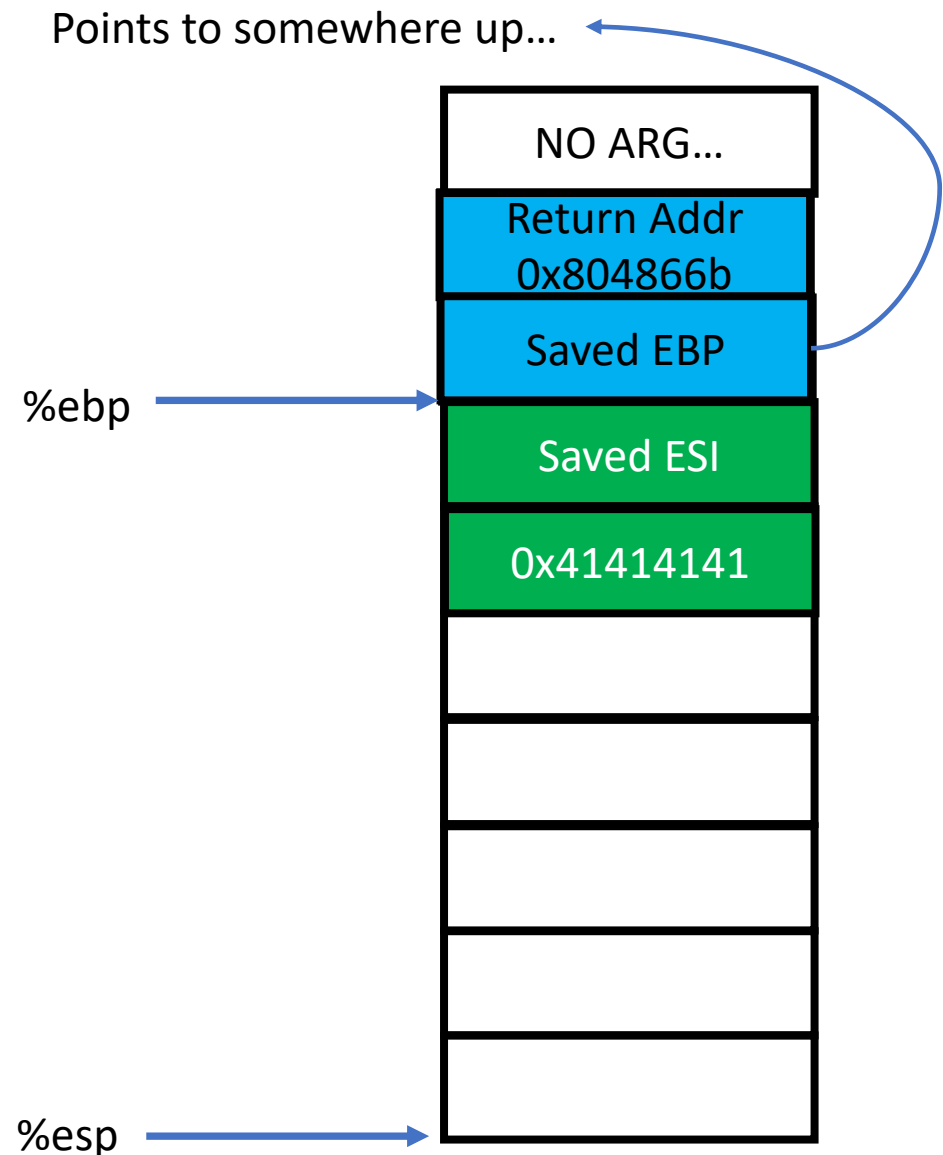 Points to somewhere up…
NO ARG…
Return Addr
0x804866b
Saved EBP
%ebp
Saved ESI
0x41414141
%esp